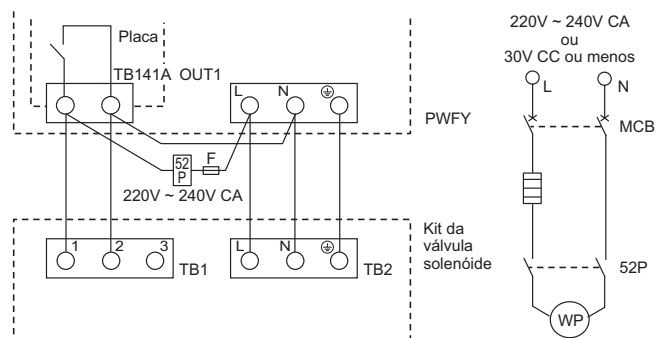 Placa
TB141A OUT1
L N
PWFY
52
P
F
220V ~ 240V CA
Kit da
válvula
solenóide
1 2 3
TB1
L N
TB2
220V ~ 240V CA
ou
30V CC ou menos
L N
MCB
52P
WP